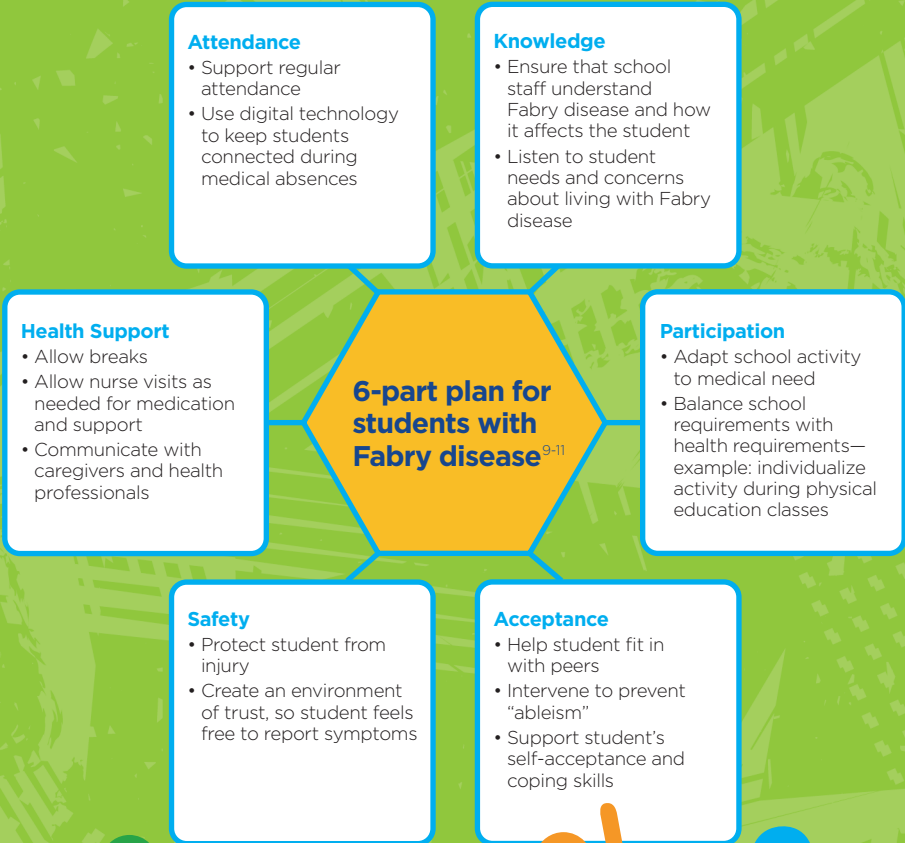 Attendance
• Support regular
attendance
• Use digital technology
to keep students
connected during
medical absences
Knowledge
• Ensure that school
staff understand
Fabry disease and how
it affects the student
• Listen to student
needs and concerns
about living with Fabry
disease
Health Support
• Allow breaks
• Allow nurse visits as
needed for medication
and support
• Communicate with
caregivers and health
professionals
6-part plan for
students with
Fabry disease9-11
Participation
• Adapt school activity
to medical need
• Balance school
requirements with
health requirements—
example: individualize
activity during physical
education classes
Safety
• Protect student from
injury
• Create an environment
of trust, so student feels
free to report symptoms
Acceptance
• Help student fit in
with peers
• Intervene to prevent
“ableism”
• Support student’s
self-acceptance and
coping skills